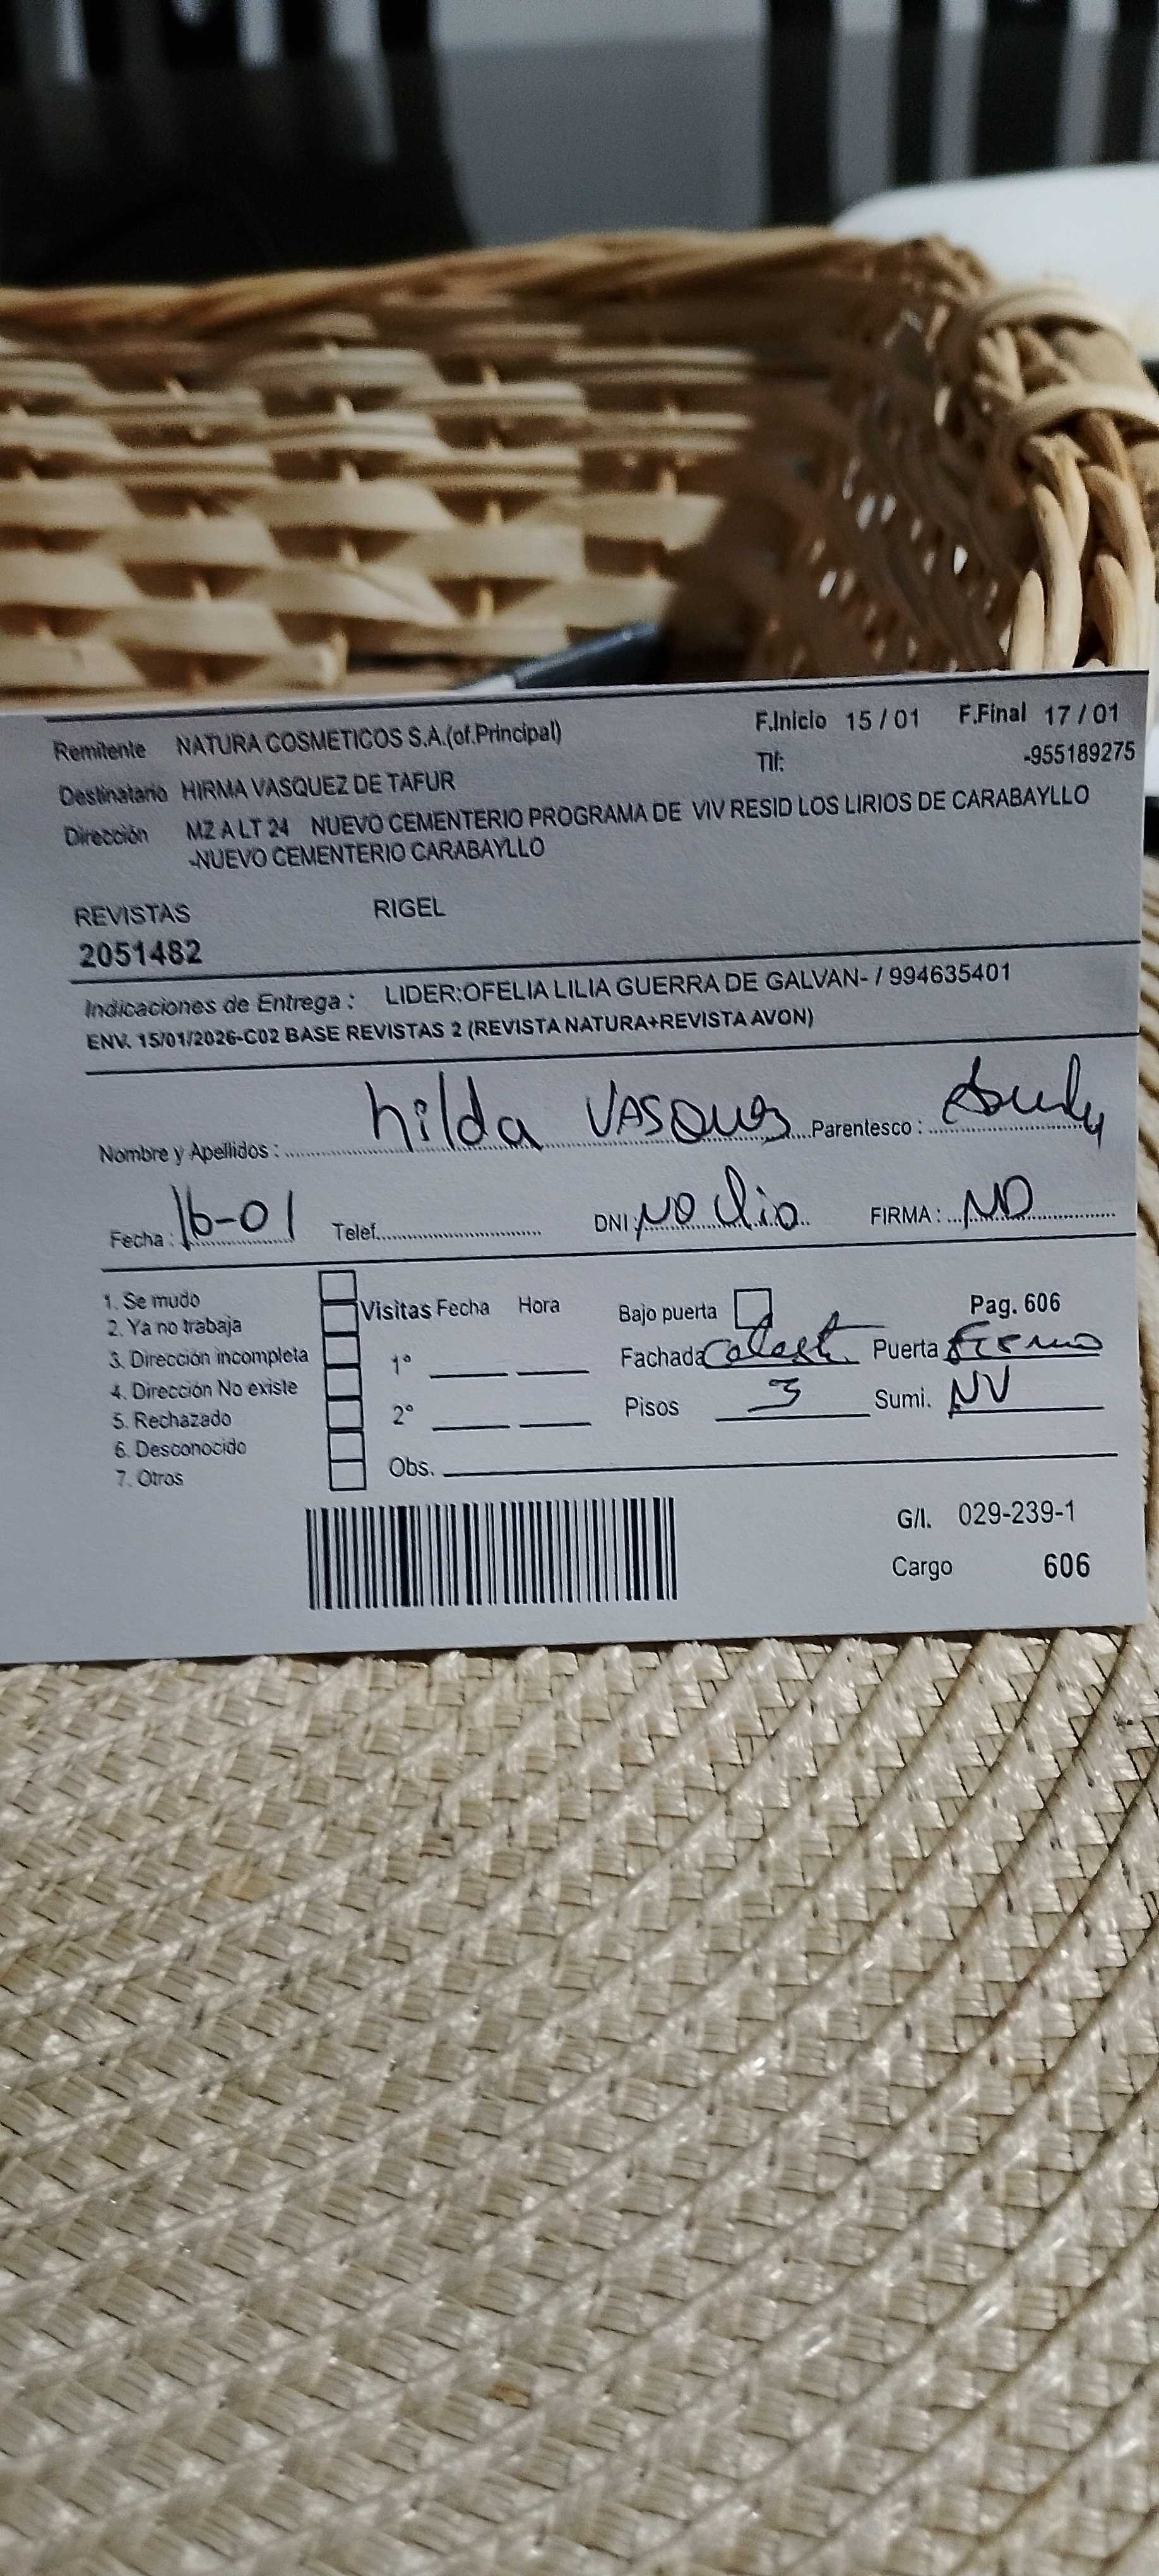 Remitente NATURA COSMETICOS S.A.(of.Principal) F.Inicio 15 / 01 F.Final 17 / 01
Tlf: -955189275
Destinatario HIRMA VASQUEZ DE TAFUR
Dirección MZ A LT 24 NUEVO CEMENTERIO PROGRAMA DE VIV RESID LOS LIRIOS DE CARABAYLLO
-NUEVO CEMENTERIO CARABAYLLO
REVISTAS RIGEL
2051482
Indicaciones de Entrega : LIDER:OFELIA LILIA GUERRA DE GALVAN- / 994635401
ENV. 15/01/2026-C02 BASE REVISTAS 2 (REVISTA NATURA+REVISTA AVON)
Nombre y Apellidos : hilda VASQuez Parentesco :
Fecha : 16-01 Telef. DNI : NO dio FIRMA : NO
1. Se mudo
2. Ya no trabaja
3. Dirección incompleta
4. Dirección No existe
5. Rechazado
6. Desconocido
7. Otros
Visitas Fecha Hora
1°
2°
Obs.
Bajo puerta Pag. 606
Fachada Celeste Puerta Fierro
Pisos 3 Sumi. NV
G/I. 029-239-1
Cargo 606